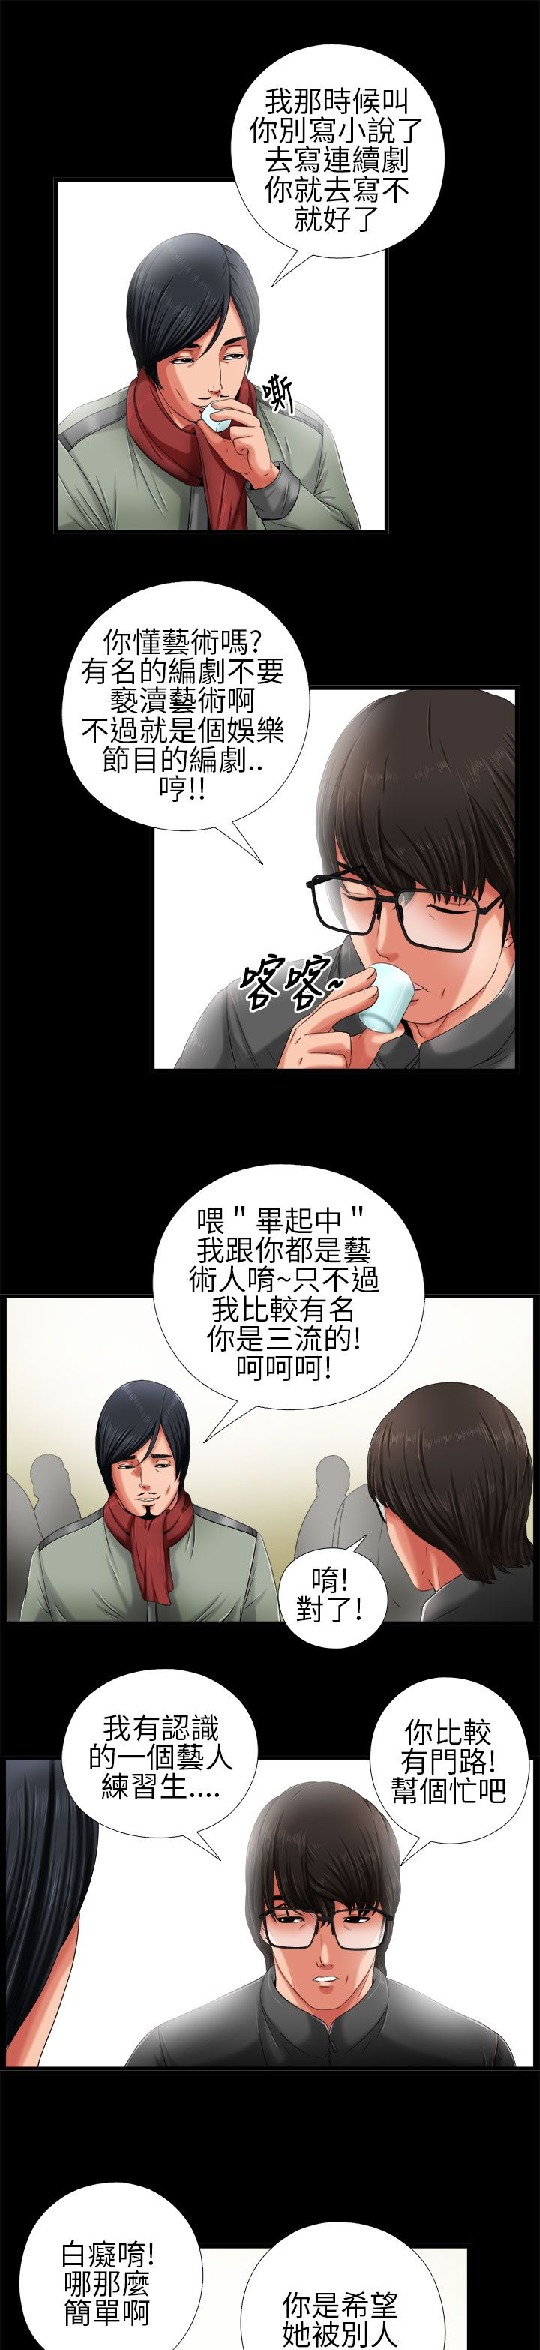 我那時候叫
你別寫小說了
去寫連續劇
你就去寫不
就好了
嘶
你懂藝術嗎?
有名的編劇不要
褻瀆藝術啊
不過就是個娛樂
節目的編劇..
哼!!
喀喀~
喂"畢起中"
我跟你都是藝
術人唷~只不過
我比較有名
你是三流的!
呵呵呵!
唷!
對了!
我有認識
的一個藝人
練習生....
你比較
有門路!
幫個忙吧
白癡唷!
哪那麼
簡單啊
你是希望
她被別人